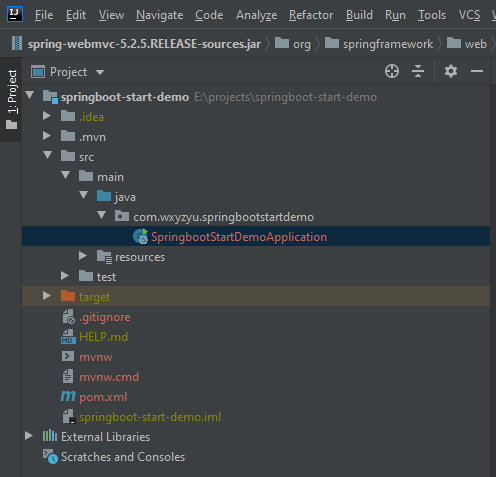 IJ File Edit View Navigate Code Analyze Refactor Build Run Tools VCS
spring-webmvc-5.2.5.RELEASE-sources.jar org springframework web
1: Project
Project
springboot-start-demo E:\projects\springboot-start-demo
.idea
.mvn
src
main
java
com.wxyzyu.springbootstartdemo
SpringbootStartDemoApplication
resources
test
target
.gitignore
HELP.md
mvnw
mvnw.cmd
pom.xml
springboot-start-demo.iml
External Libraries
Scratches and Consoles